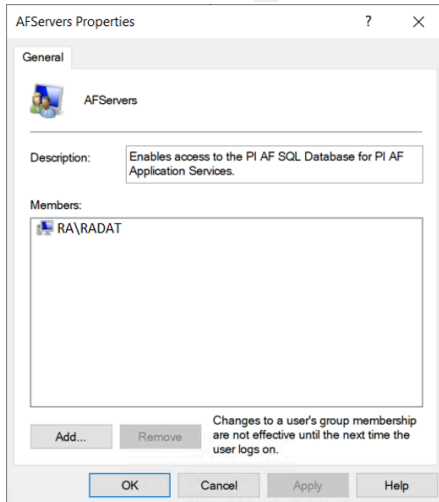 AFServers Properties
?
General
AFServers
Description:
Enables access to the PI AF SQL Database for PI AF
Application Services.
Members:
RA\RADAT
Add...
Remove
Changes to a user's group membership
are not effective until the next time the
user logs on.
OK
Cancel
Apply
Help